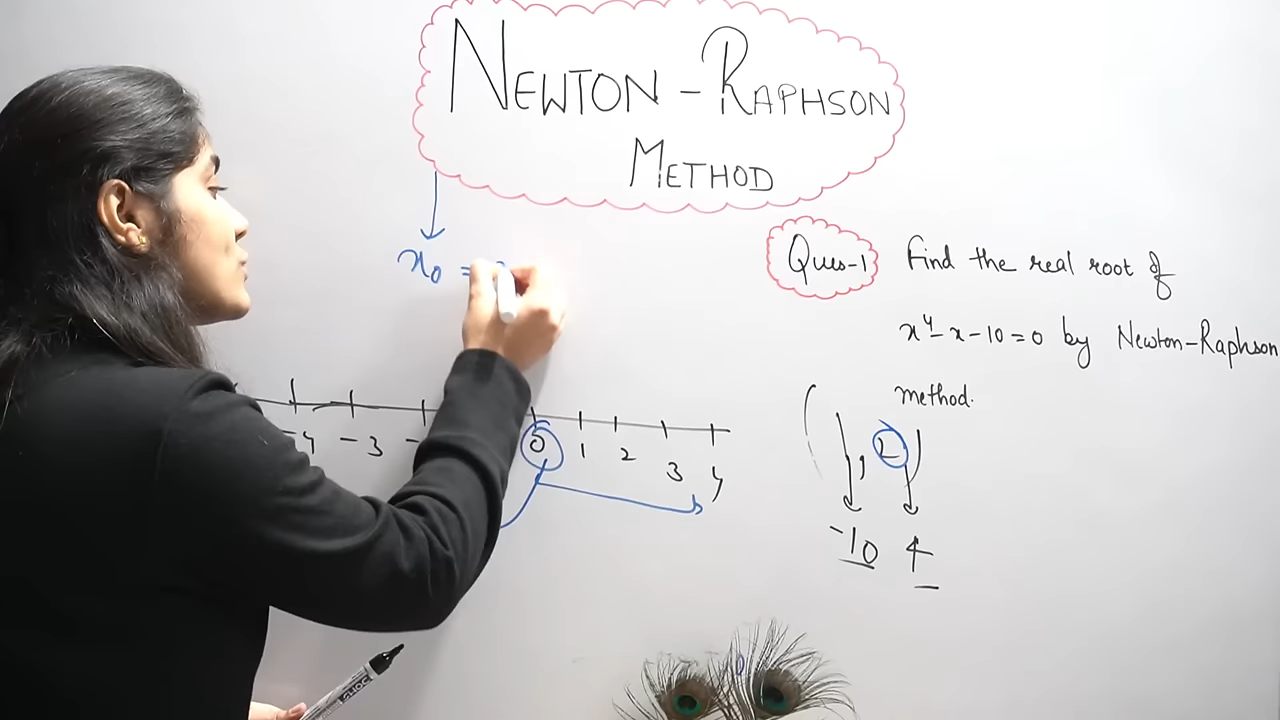 NEWTON - RAPHSON
METHOD
x₀ =
Ques-1 Find the real root of
x⁴ - x - 10 = 0 by Newton-Raphson
method.
-4 -3 - 0 1 2 3 4
( , 2 )
-10 4